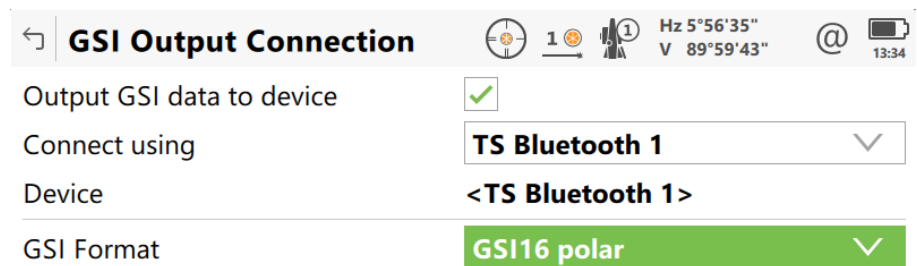 GSI Output Connection
1
1
Hz 5°56'35"
V 89°59'43"
@
13:34
Output GSI data to device
Connect using TS Bluetooth 1
Device <TS Bluetooth 1>
GSI Format GSI16 polar